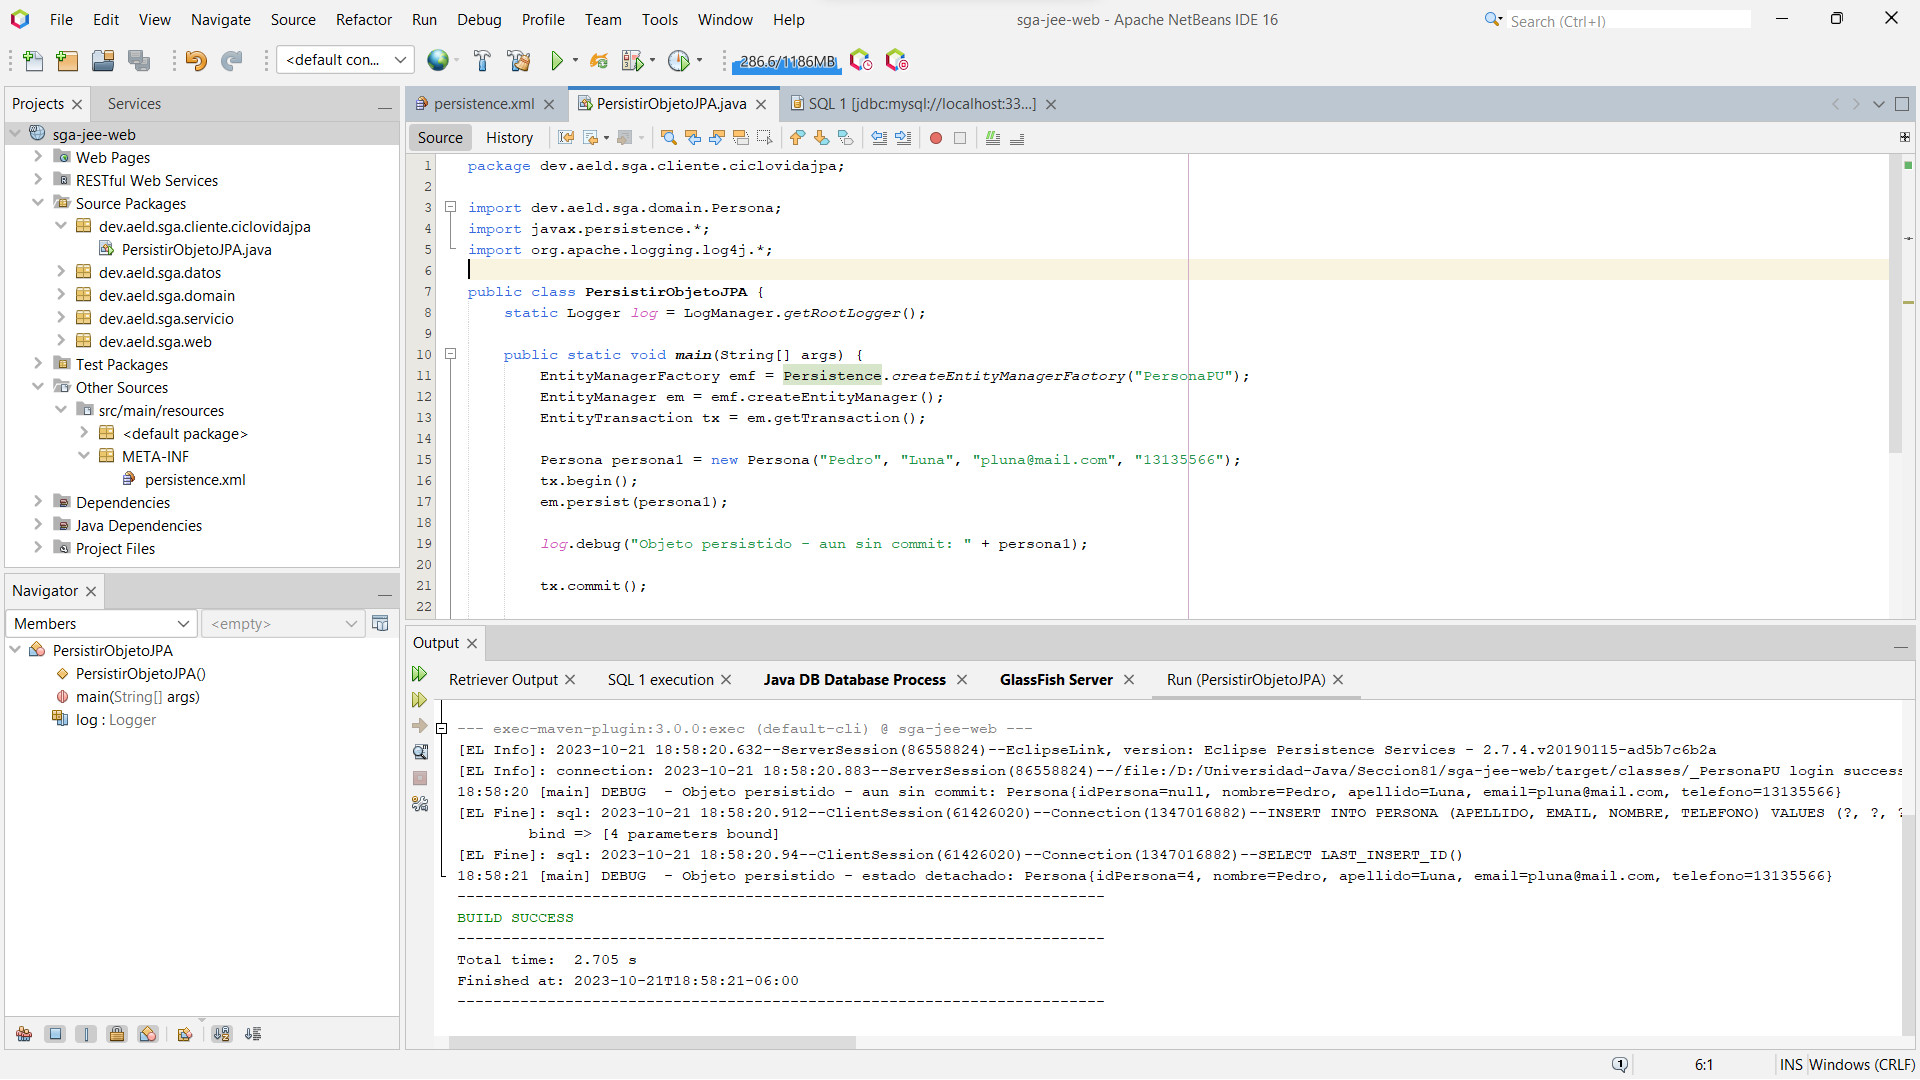 File Edit View Navigate Source Refactor Run Debug Profile Team Tools Window Help
sga-jee-web - Apache NetBeans IDE 16
Search (Ctrl+I)
<default con...
286.6/1186MB
Projects
Services
sga-jee-web
Web Pages
RESTful Web Services
Source Packages
dev.aeld.sga.cliente.ciclovidajpa
PersistirObjetoJPA.java
dev.aeld.sga.datos
dev.aeld.sga.domain
dev.aeld.sga.servicio
dev.aeld.sga.web
Test Packages
Other Sources
src/main/resources
<default package>
META-INF
persistence.xml
Dependencies
Java Dependencies
Project Files
Navigator
Members
<empty>
PersistirObjetoJPA
PersistirObjetoJPA()
main(String[] args)
log : Logger
persistence.xml
PersistirObjetoJPA.java
SQL 1 [jdbc:mysql://localhost:33...]
Source History
1 package dev.aeld.sga.cliente.ciclovidajpa;
2
3 import dev.aeld.sga.domain.Persona;
4 import javax.persistence.*;
5 import org.apache.logging.log4j.*;
6
7 public class PersistirObjetoJPA {
8 static Logger log = LogManager.getRootLogger();
9
10 public static void main(String[] args) {
11 EntityManagerFactory emf = Persistence.createEntityManagerFactory("PersonaPU");
12 EntityManager em = emf.createEntityManager();
13 EntityTransaction tx = em.getTransaction();
14
15 Persona persona1 = new Persona("Pedro", "Luna", "pluna@mail.com", "13135566");
16 tx.begin();
17 em.persist(persona1);
18
19 log.debug("Objeto persistido - aun sin commit: " + persona1);
20
21 tx.commit();
22
Output
Retriever Output
SQL 1 execution
Java DB Database Process
GlassFish Server
Run (PersistirObjetoJPA)
--- exec-maven-plugin:3.0.0:exec (default-cli) @ sga-jee-web ---
[EL Info]: 2023-10-21 18:58:20.632--ServerSession(86558824)--EclipseLink, version: Eclipse Persistence Services - 2.7.4.v20190115-ad5b7c6b2a
[EL Info]: connection: 2023-10-21 18:58:20.883--ServerSession(86558824)--/file:/D:/Universidad-Java/Seccion81/sga-jee-web/target/classes/_PersonaPU login success
18:58:20 [main] DEBUG  - Objeto persistido - aun sin commit: Persona{idPersona=null, nombre=Pedro, apellido=Luna, email=pluna@mail.com, telefono=13135566}
[EL Fine]: sql: 2023-10-21 18:58:20.912--ClientSession(61426020)--Connection(1347016882)--INSERT INTO PERSONA (APELLIDO, EMAIL, NOMBRE, TELEFONO) VALUES (?, ?, ?
bind => [4 parameters bound]
[EL Fine]: sql: 2023-10-21 18:58:20.94--ClientSession(61426020)--Connection(1347016882)--SELECT LAST_INSERT_ID()
18:58:21 [main] DEBUG  - Objeto persistido - estado detachado: Persona{idPersona=4, nombre=Pedro, apellido=Luna, email=pluna@mail.com, telefono=13135566}
------------------------------------------------------------------------
BUILD SUCCESS
------------------------------------------------------------------------
Total time:  2.705 s
Finished at: 2023-10-21T18:58:21-06:00
------------------------------------------------------------------------
6:1
INS Windows (CRLF)